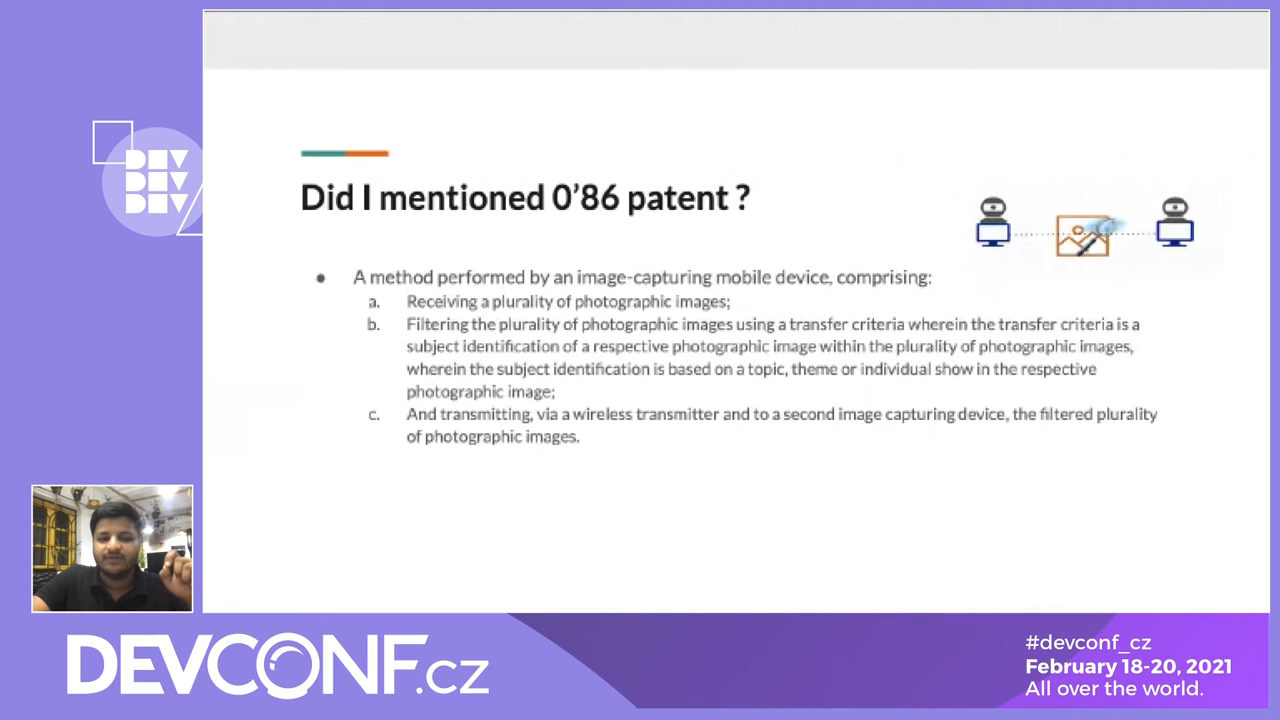 DEV
DEV
DEV
Did I mentioned 0’86 patent ?
● A method performed by an image-capturing mobile device, comprising:
a. Receiving a plurality of photographic images;
b. Filtering the plurality of photographic images using a transfer criteria wherein the transfer criteria is a
subject identification of a respective photographic image within the plurality of photographic images,
wherein the subject identification is based on a topic, theme or individual show in the respective
photographic image;
c. And transmitting, via a wireless transmitter and to a second image capturing device, the filtered plurality
of photographic images.
DEVCONF.cz
#devconf_cz
February 18-20, 2021
All over the world.